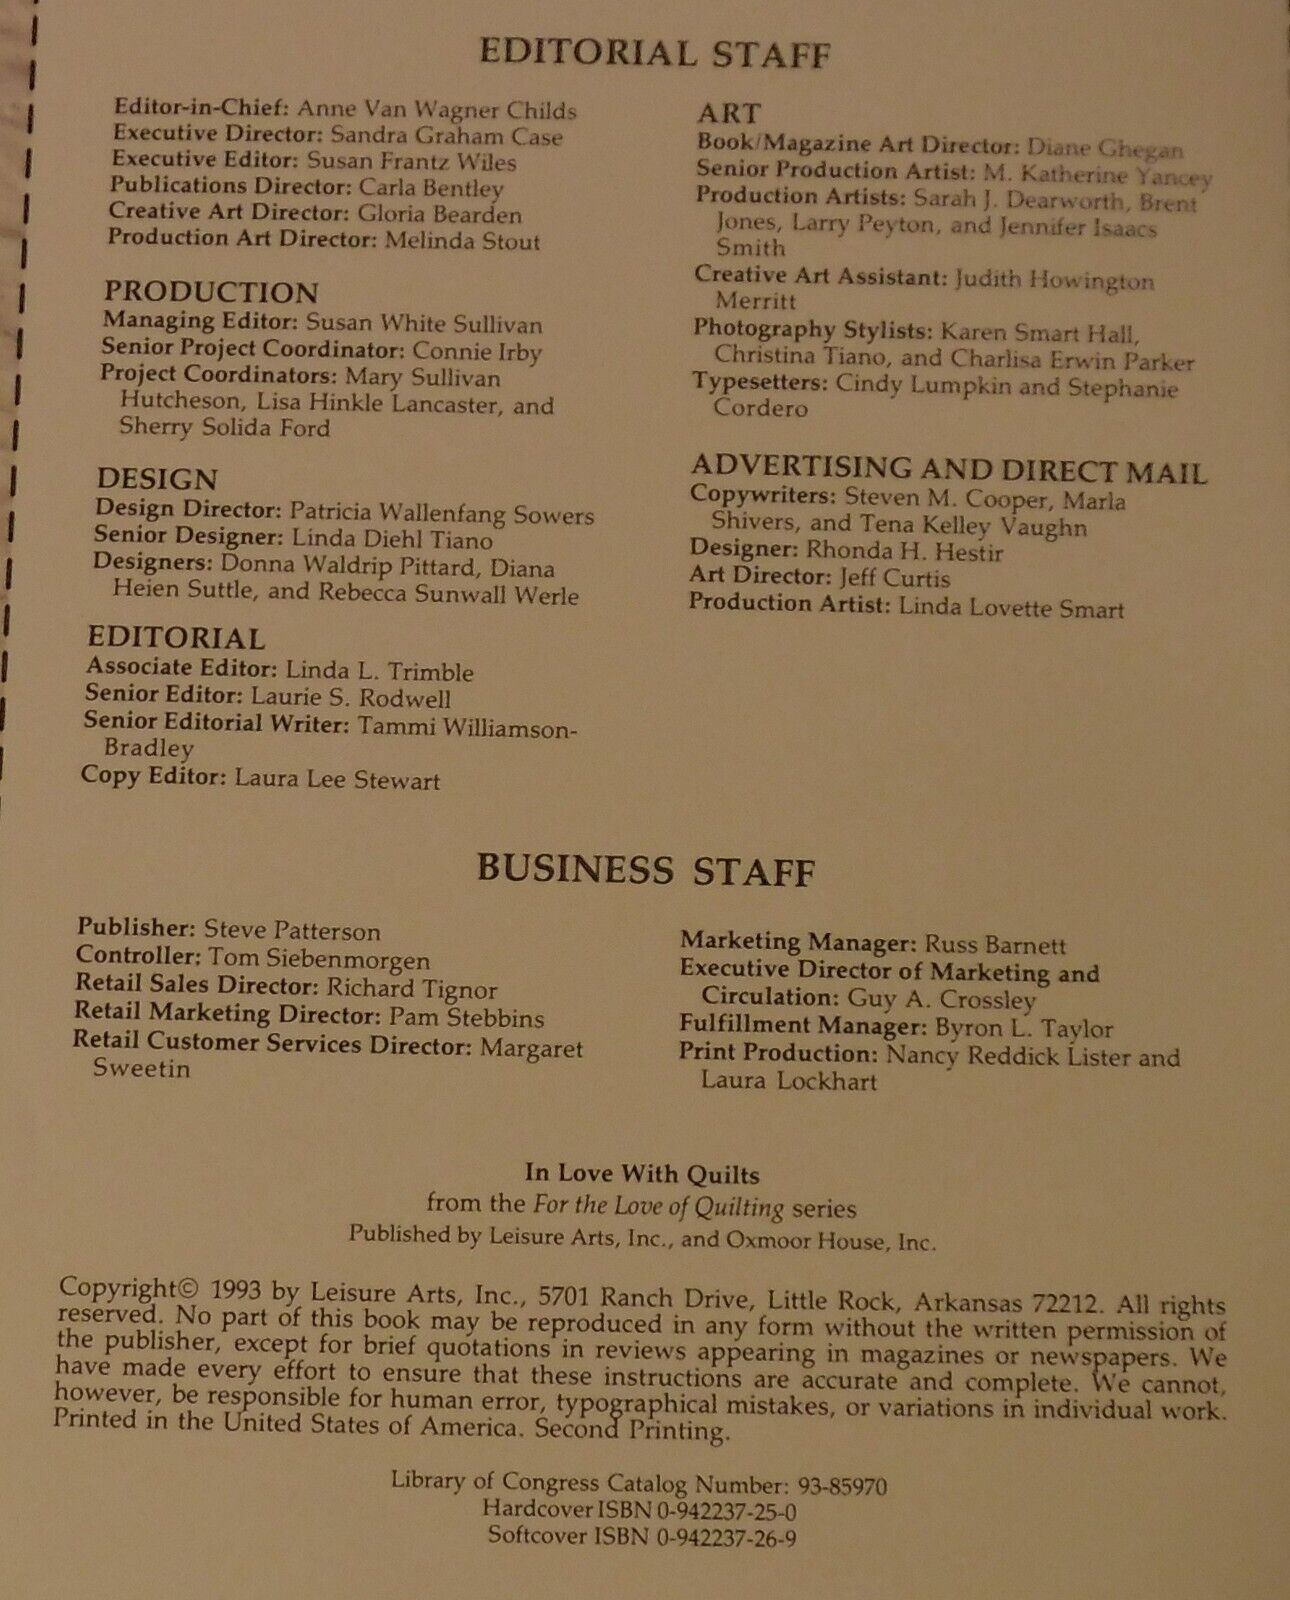 EDITORIAL STAFF
Editor-in-Chief: Anne Van Wagner Childs
Executive Director: Sandra Graham Case
Executive Editor: Susan Frantz Wiles
Publications Director: Carla Bentley
Creative Art Director: Gloria Bearden
Production Art Director: Melinda Stout
PRODUCTION
Managing Editor: Susan White Sullivan
Senior Project Coordinator: Connie Irby
Project Coordinators: Mary Sullivan
Hutcheson, Lisa Hinkle Lancaster, and
Sherry Solida Ford
DESIGN
Design Director: Patricia Wallenfang Sowers
Senior Designer: Linda Diehl Tiano
Designers: Donna Waldrip Pittard, Diana
Heien Suttle, and Rebecca Sunwall Werle
EDITORIAL
Associate Editor: Linda L. Trimble
Senior Editor: Laurie S. Rodwell
Senior Editorial Writer: Tammi Williamson-
Bradley
Copy Editor: Laura Lee Stewart
ART
Book/Magazine Art Director: Diane Ghegan
Senior Production Artist: M. Katherine Yancey
Production Artists: Sarah J. Dearworth, Brent
Jones, Larry Peyton, and Jennifer Isaacs
Smith
Creative Art Assistant: Judith Howington
Merritt
Photography Stylists: Karen Smart Hall,
Christina Tiano, and Charlisa Erwin Parker
Typesetters: Cindy Lumpkin and Stephanie
Cordero
ADVERTISING AND DIRECT MAIL
Copywriters: Steven M. Cooper, Marla
Shivers, and Tena Kelley Vaughn
Designer: Rhonda H. Hestir
Art Director: Jeff Curtis
Production Artist: Linda Lovette Smart
BUSINESS STAFF
Publisher: Steve Patterson
Controller: Tom Siebenmorgen
Retail Sales Director: Richard Tignor
Retail Marketing Director: Pam Stebbins
Retail Customer Services Director: Margaret
Sweetin
Marketing Manager: Russ Barnett
Executive Director of Marketing and
Circulation: Guy A. Crossley
Fulfillment Manager: Byron L. Taylor
Print Production: Nancy Reddick Lister and
Laura Lockhart
In Love With Quilts
from the For the Love of Quilting series
Published by Leisure Arts, Inc., and Oxmoor House, Inc.
Copyright© 1993 by Leisure Arts, Inc., 5701 Ranch Drive, Little Rock, Arkansas 72212. All rights
reserved. No part of this book may be reproduced in any form without the written permission of
the publisher, except for brief quotations in reviews appearing in magazines or newspapers. We
have made every effort to ensure that these instructions are accurate and complete. We cannot,
however, be responsible for human error, typographical mistakes, or variations in individual work.
Printed in the United States of America. Second Printing.
Library of Congress Catalog Number: 93-85970
Hardcover ISBN 0-942237-25-0
Softcover ISBN 0-942237-26-9